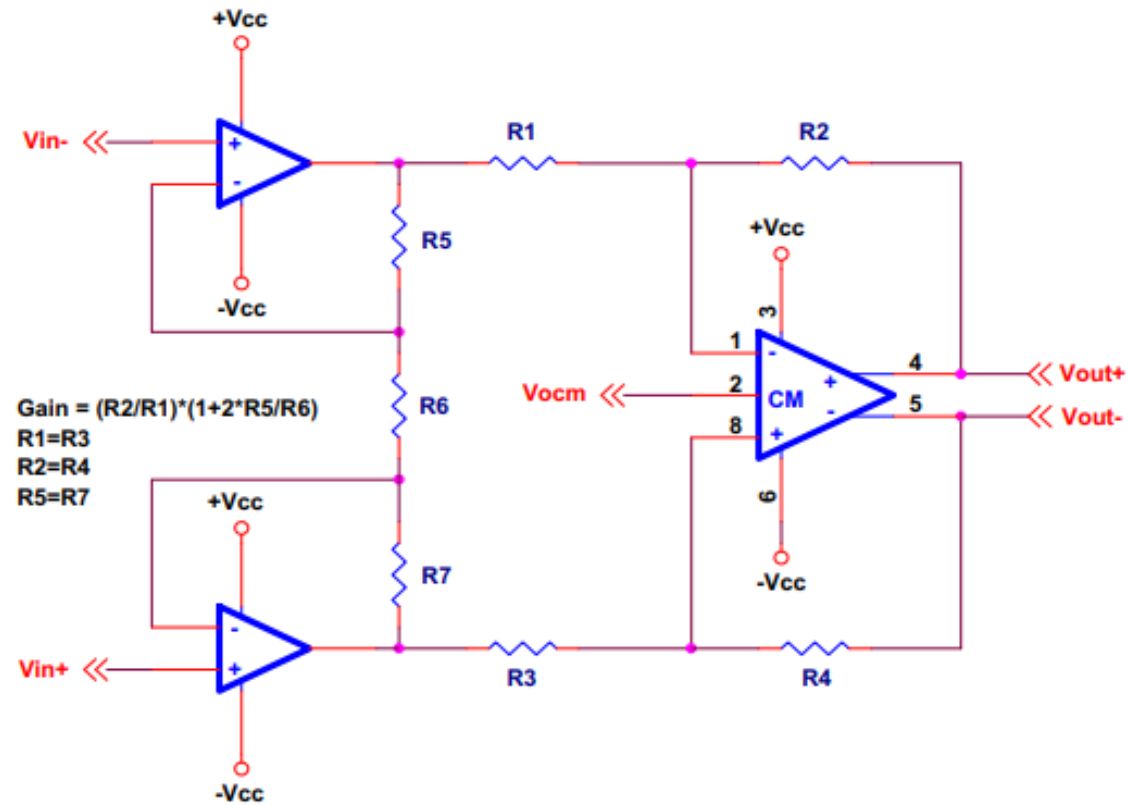 +Vcc
Vin-
+
-
-Vcc
R1
R2
R5
R6
R7
Gain = (R2/R1)*(1+2*R5/R6)
R1=R3
R2=R4
R5=R7
+Vcc
-
+
Vin+
-Vcc
R3
R4
+Vcc
3
1
-
Vocm
2
CM
8
+
+
-
4
5
6
-Vcc
Vout+
Vout-